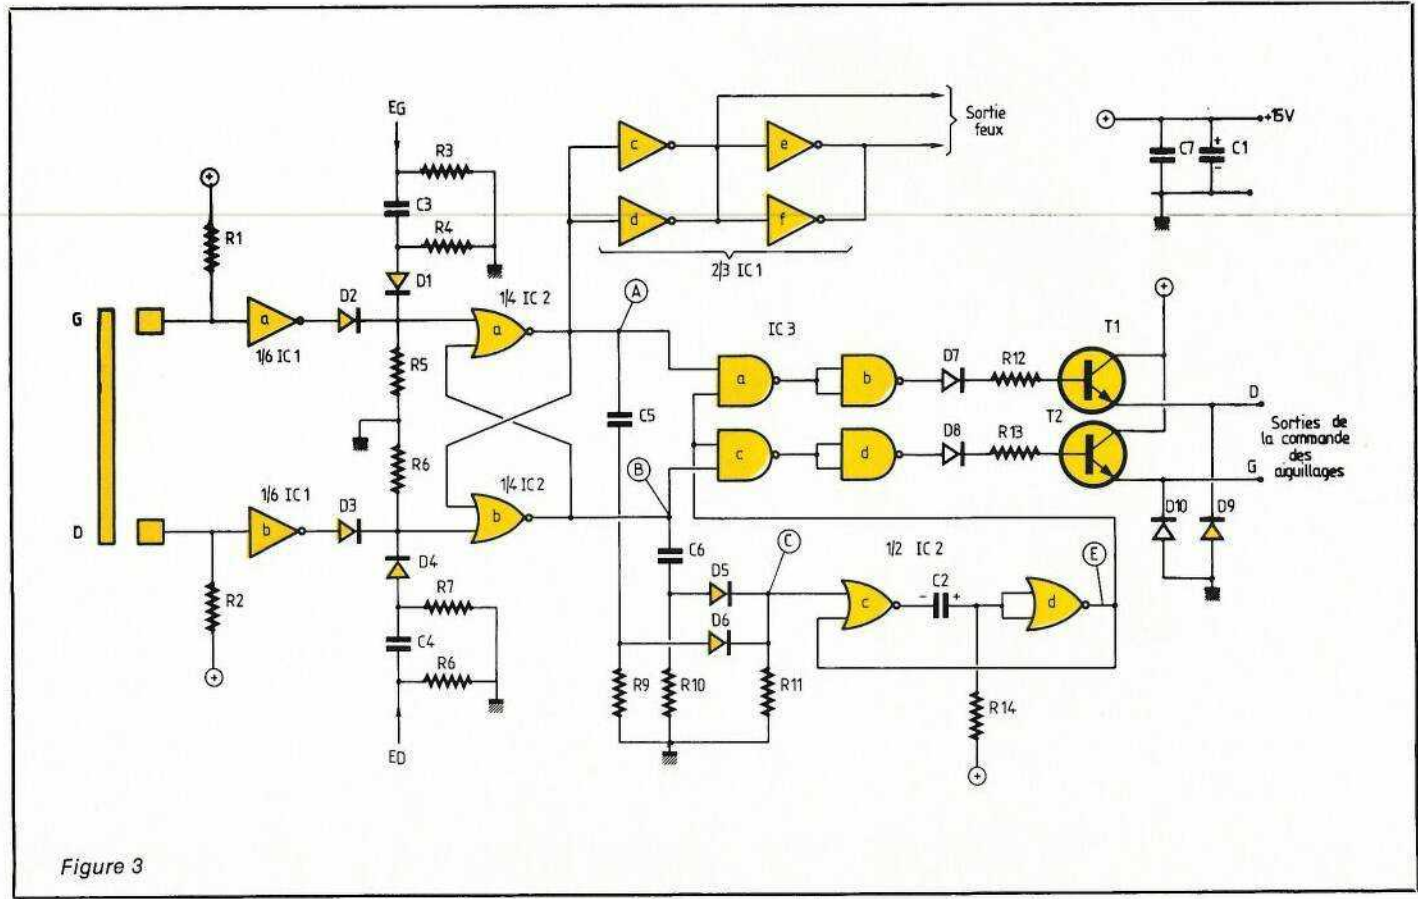 EG
R3
C3
R4
R1
D1
G
a
D2
1/6 IC1
R5
R6
1/6 IC1
D
b
D3
D4
R7
R2
C4
R6
ED
1/4 IC 2
a
1/4 IC2
b
c
e
d
f
2/3 IC1
Sortie
feux
+
C7
+
-
C1
+15V
A
C5
B
C6
IC 3
a
b
c
d
D7
R12
T1
D8
R13
T2
D
Sorties de
la commande
des
aiguillages
G
D10
D9
D5
C
D6
R9
R10
R11
1/2 IC 2
c
C2
-
+
d
E
R14
+
Figure 3